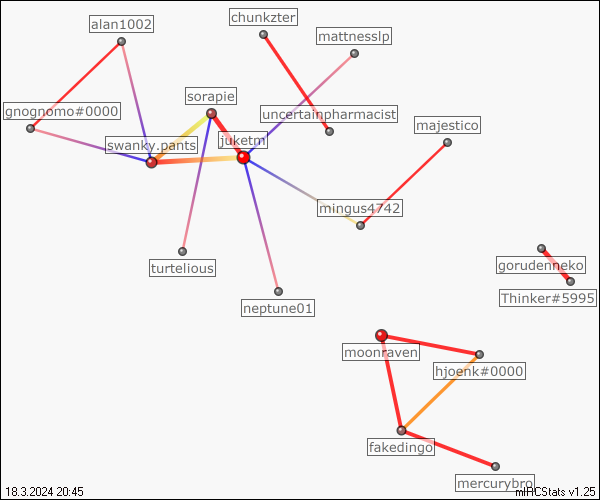 alan1002
chunkzter
mattnesslp
sorapie
gnognomo#0000
uncertainpharmacist
majestico
swanky.pants
juketm
mingus4742
turtelious
gorudenneko
Thinker#5995
neptune01
moonraven
hjoenk#0000
fakedingo
mercurybro
18.3.2024 20:45
mIRCStats v1.25